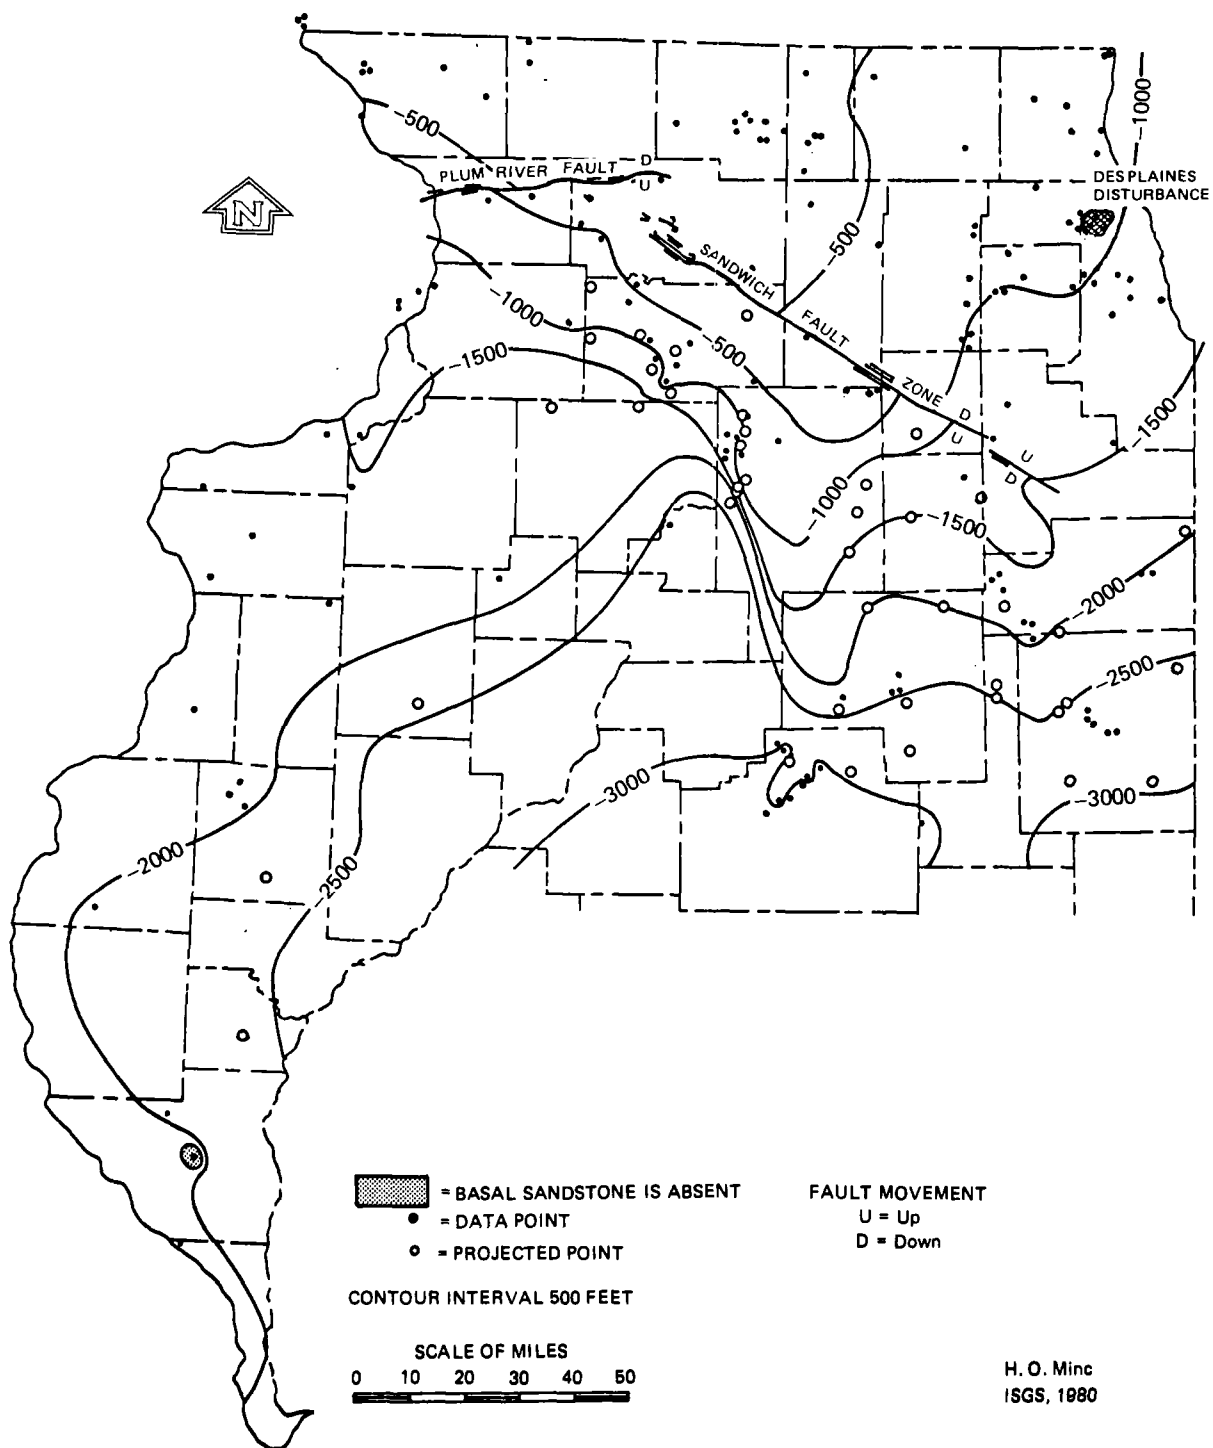 -1000
-500
DES PLAINES
DISTURBANCE
PLUM RIVER FAULT
D
U
N
SANDWICH
FAULT
ZONE
D
U
U
D
-500
-1000
-500
-1500
-1500
-1000
-1500
-2000
-2500
-3000
-3000
-2000
-2500
= BASAL SANDSTONE IS ABSENT
= DATA POINT
= PROJECTED POINT
CONTOUR INTERVAL 500 FEET
FAULT MOVEMENT
U = Up
D = Down
SCALE OF MILES
0 10 20 30 40 50
H. O. Minc
ISGS, 1980